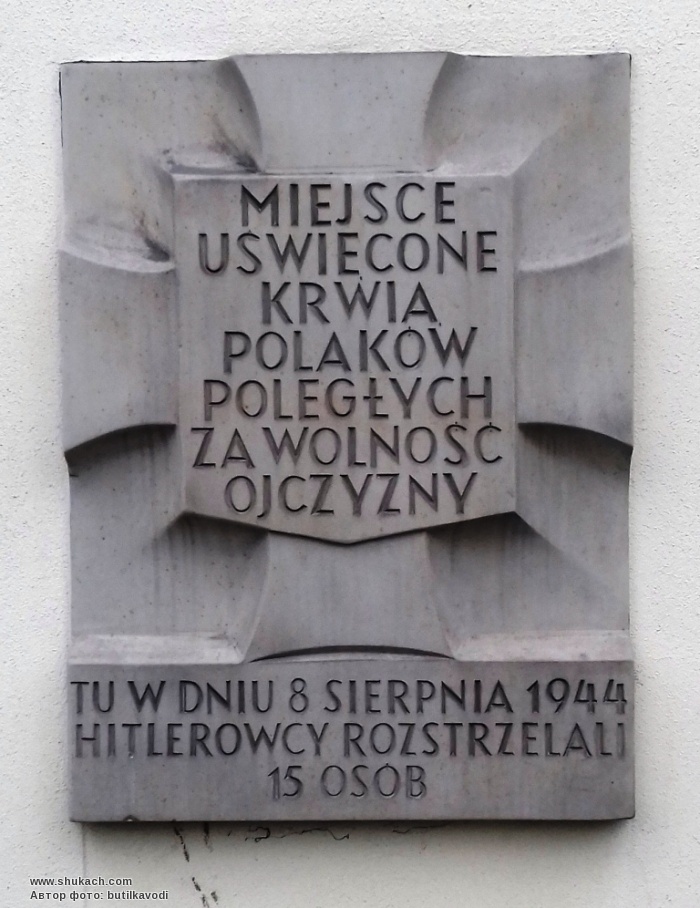 MIEJSCE
UŚWIĘCONE
KRWIĄ
POLAKÓW
POLEGŁYCH
ZA WOLNOŚĆ
OJCZYZNY
TU W DNIU 8 SIERPNIA 1944
HITLEROWCY ROZSTRZELALI
15 OSÓB
www.shukach.com
Автор фото: butilkavodi